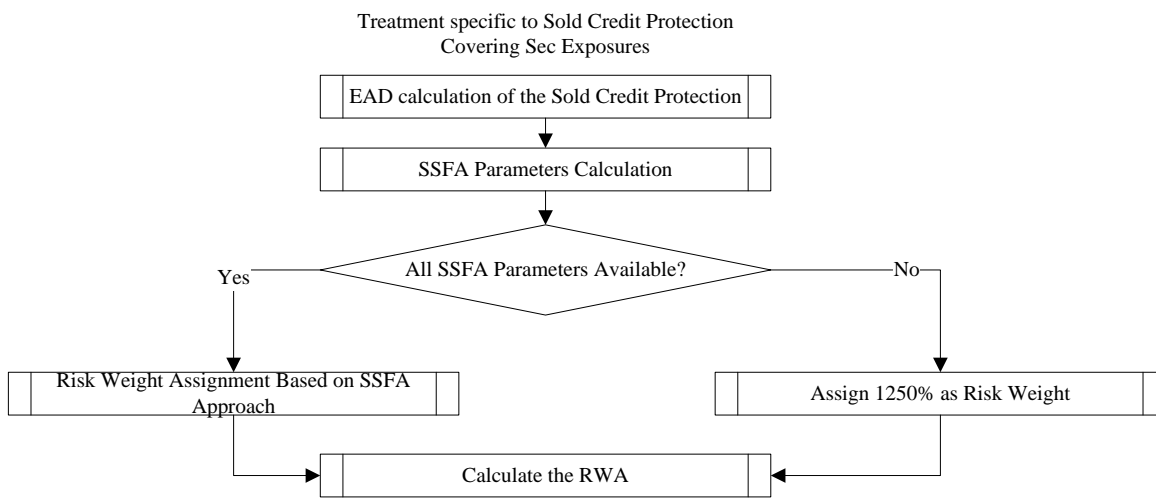 Treatment specific to Sold Credit Protection
Covering Sec Exposures
EAD calculation of the Sold Credit Protection
SSFA Parameters Calculation
All SSFA Parameters Available?
Yes
No
Risk Weight Assignment Based on SSFA
Approach
Assign 1250% as Risk Weight
Calculate the RWA